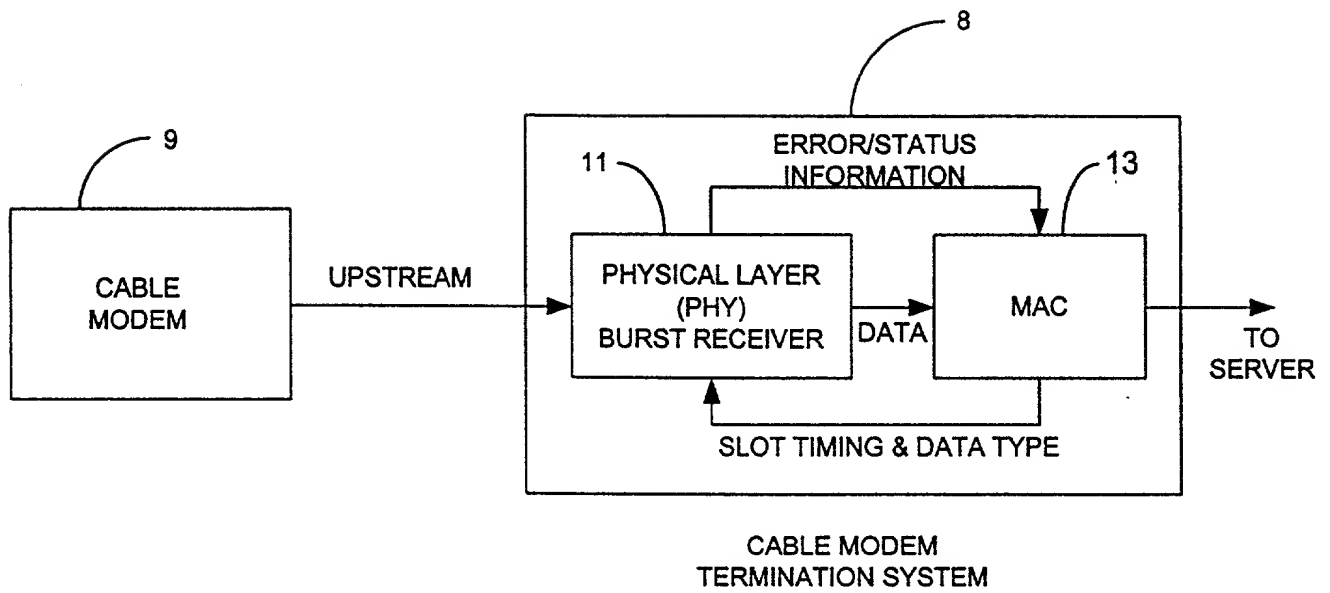 8
9
ERROR/STATUS
INFORMATION
11
13
CABLE
MODEM
UPSTREAM
PHYSICAL LAYER
(PHY)
BURST RECEIVER
DATA
MAC
TO
SERVER
SLOT TIMING & DATA TYPE
CABLE MODEM
TERMINATION SYSTEM